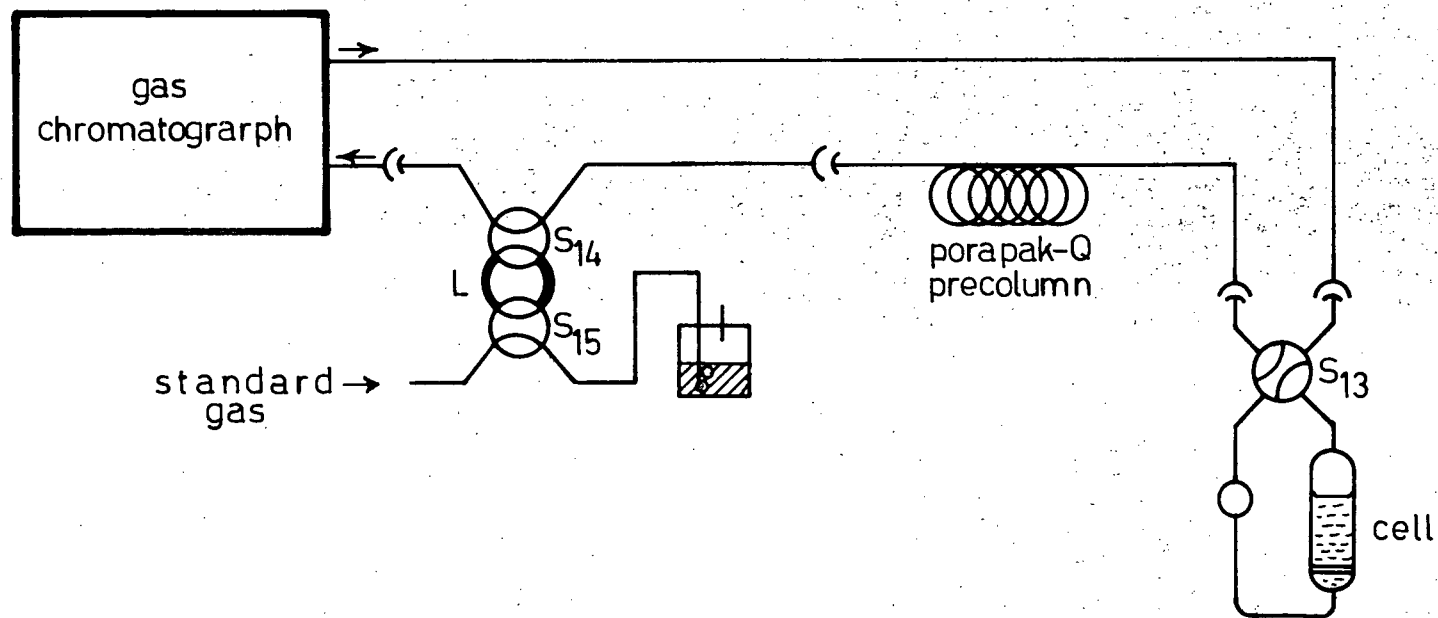 gas
chromatograrph
S14
L
S15
standard →
gas
porapak-Q
precolumn
S13
cell